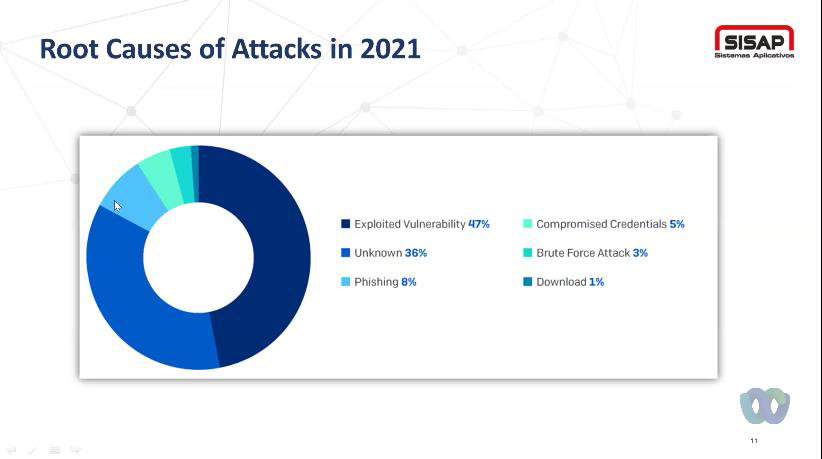 Root Causes of Attacks in 2021
SISAP
Sistemas Aplicativos
Exploited Vulnerability 47%
Unknown 36%
Phishing 8%
Compromised Credentials 5%
Brute Force Attack 3%
Download 1%
11